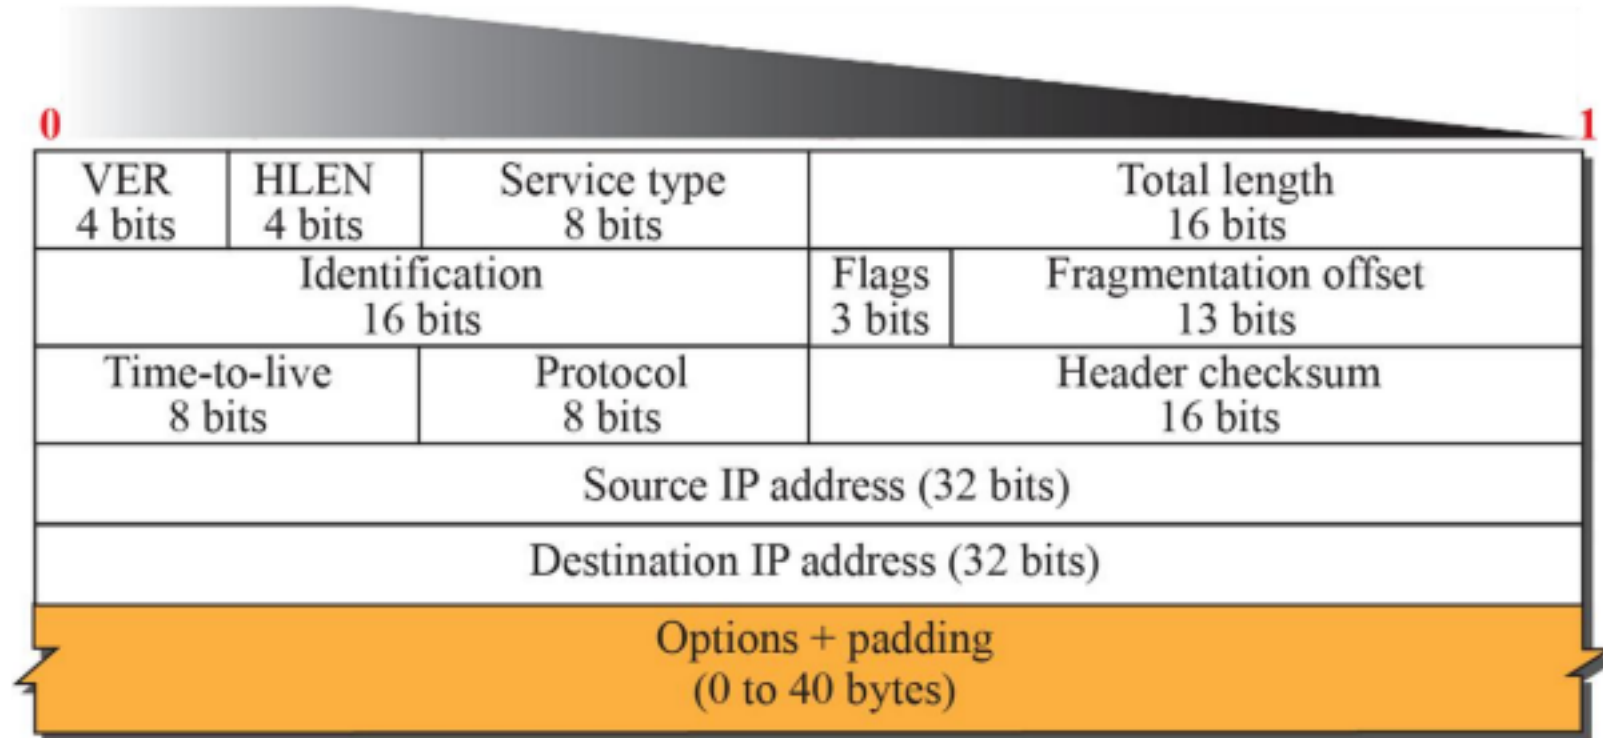 0
1
VER
4 bits
HLEN
4 bits
Service type
8 bits
Total length
16 bits
Identification
16 bits
Flags
3 bits
Fragmentation offset
13 bits
Time-to-live
8 bits
Protocol
8 bits
Header checksum
16 bits
Source IP address (32 bits)
Destination IP address (32 bits)
Options + padding
(0 to 40 bytes)